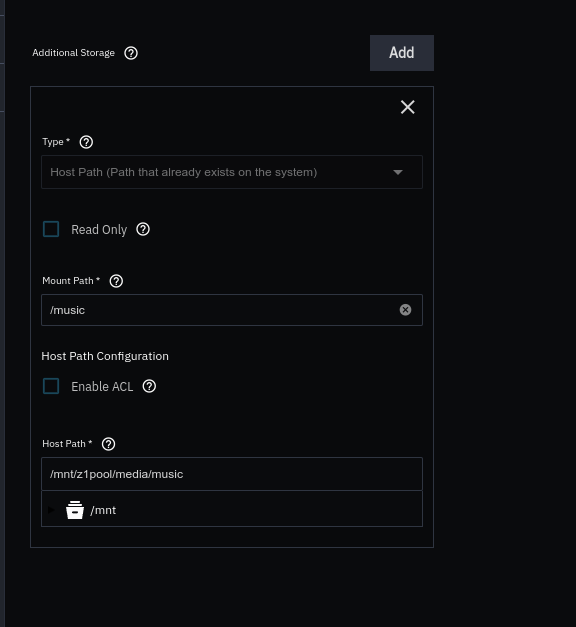 Additional Storage
Add
Type *
Host Path (Path that already exists on the system)
Read Only
Mount Path *
/music
Host Path Configuration
Enable ACL
Host Path *
/mnt/z1pool/media/music
/mnt